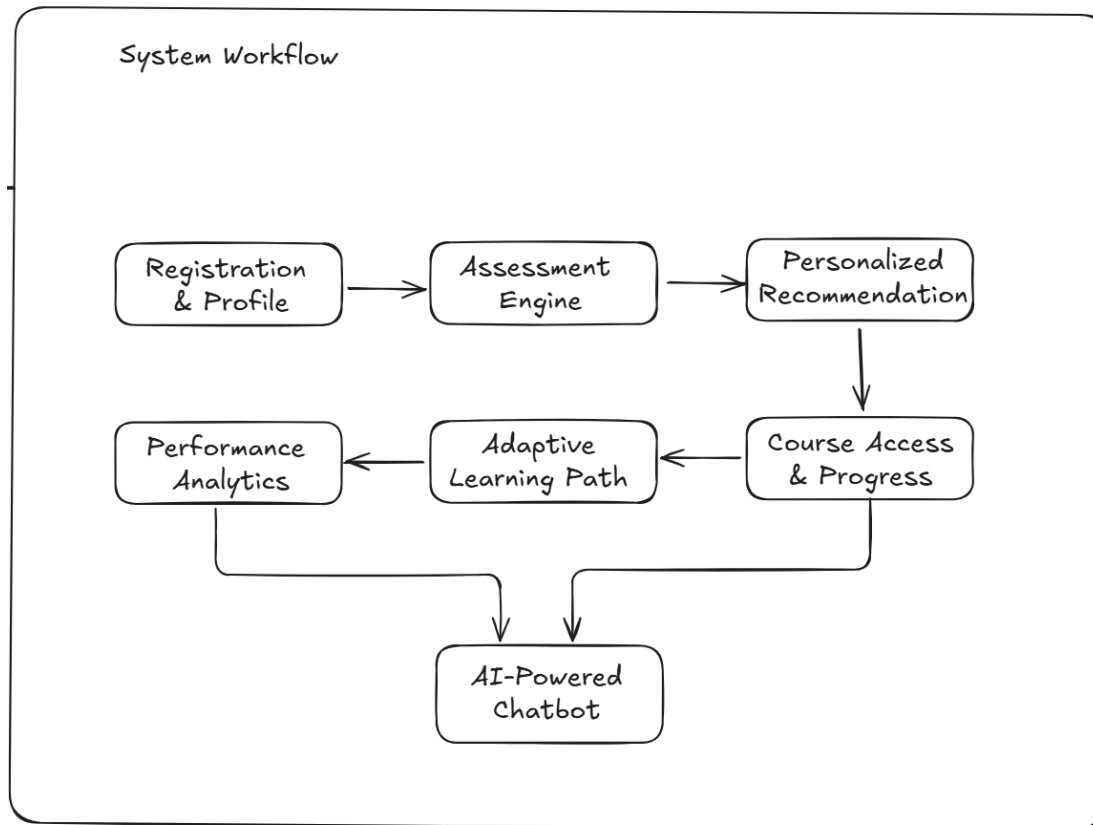 System Workflow
Registration
& Profile
Assessment
Engine
Personalized
Recommendation
Performance
Analytics
Adaptive
Learning Path
Course Access
& Progress
AI-Powered
Chatbot